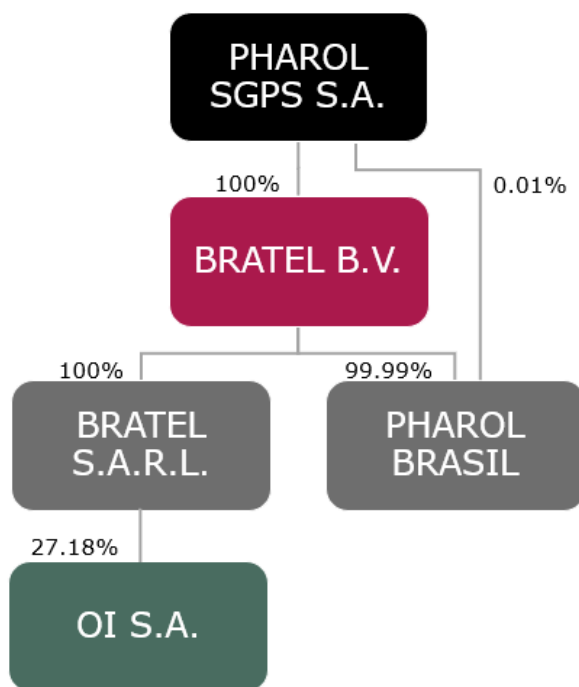 PHAROL
SGPS S.A.
100%
0.01%
BRATEL B.V.
100%
99.99%
BRATEL
S.A.R.L.
PHAROL
BRASIL
27.18%
OI S.A.